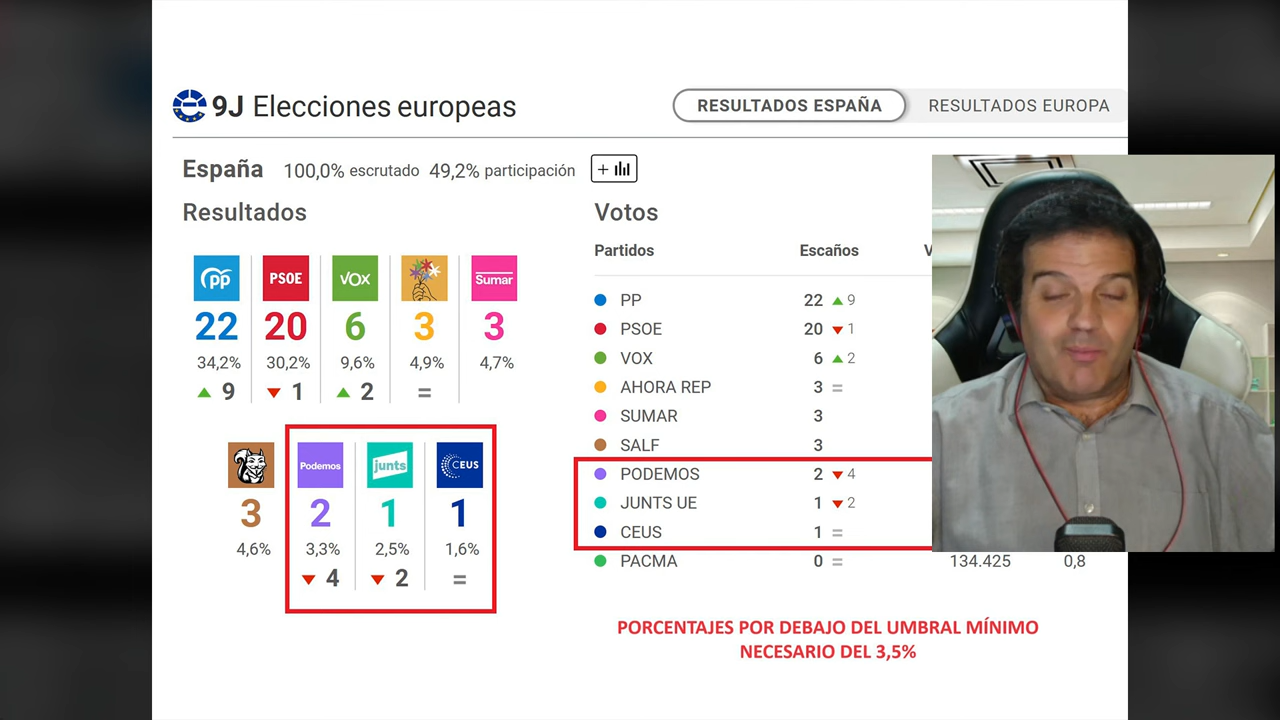 9J Elecciones europeas
RESULTADOS ESPAÑA
RESULTADOS EUROPA
España 100,0% escrutado 49,2% participación +
Resultados
pp PSOE VOX Sumar
22 20 6 3 3
34,2% 30,2% 9,6% 4,9% 4,7%
9 1 2 =
Podemos junts CEUS
3 2 1 1
4,6% 3,3% 2,5% 1,6%
4 2 =
Votos
Partidos Escaños V
PP 22 9
PSOE 20 1
VOX 6 2
AHORA REP 3 =
SUMAR 3
SALF 3
PODEMOS 2 4
JUNTS UE 1 2
CEUS 1 =
PACMA 0 = 134.425 0,8
PORCENTAJES POR DEBAJO DEL UMBRAL MÍNIMO
NECESARIO DEL 3,5%